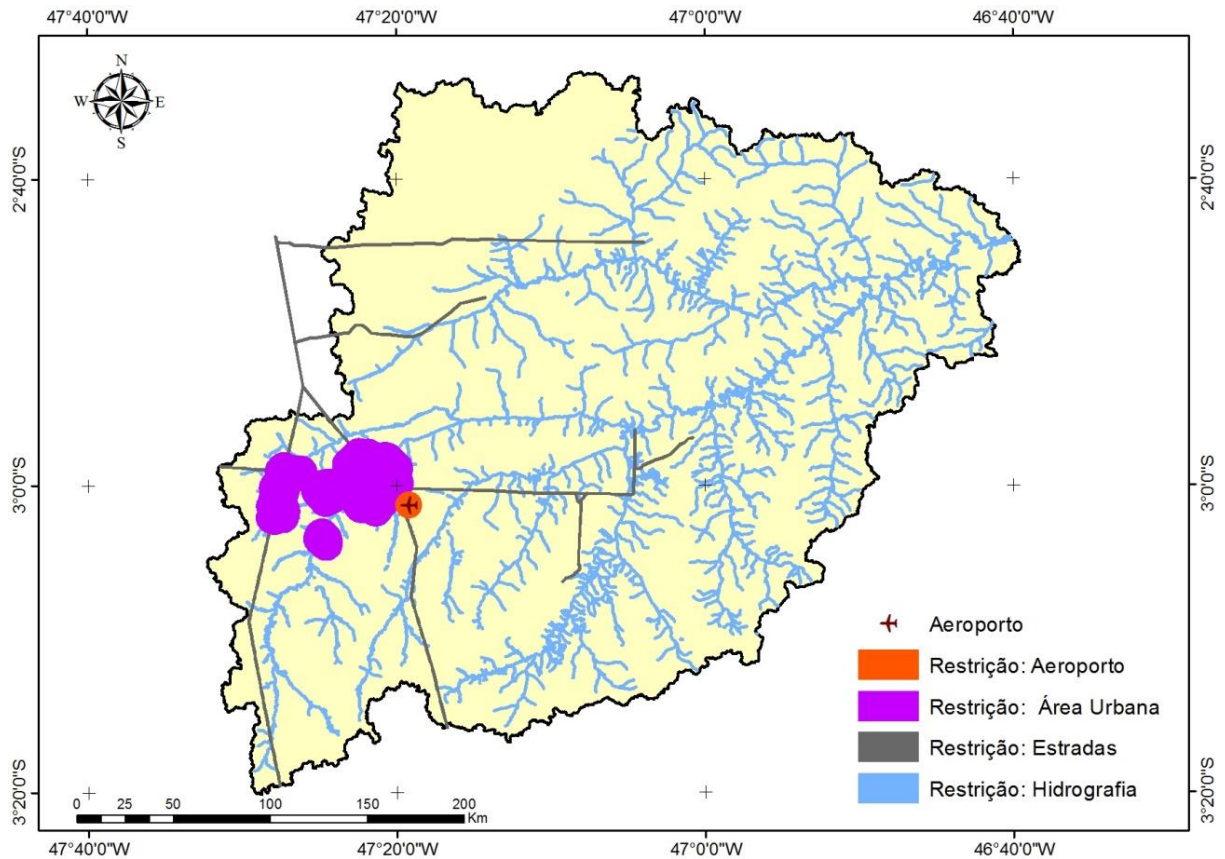 47°40'0"W 47°20'0"W 47°0'0"W 46°40'0"W
N
W E
S
2°40'0"S 2°40'0"S
3°0'0"S 3°0'0"S
Aeroporto
Restrição: Aeroporto
Restrição: Área Urbana
Restrição: Estradas
Restrição: Hidrografia
3°20'0"S 3°20'0"S
0 25 50 100 150 200
Km
47°40'0"W 47°20'0"W 47°0'0"W 46°40'0"W